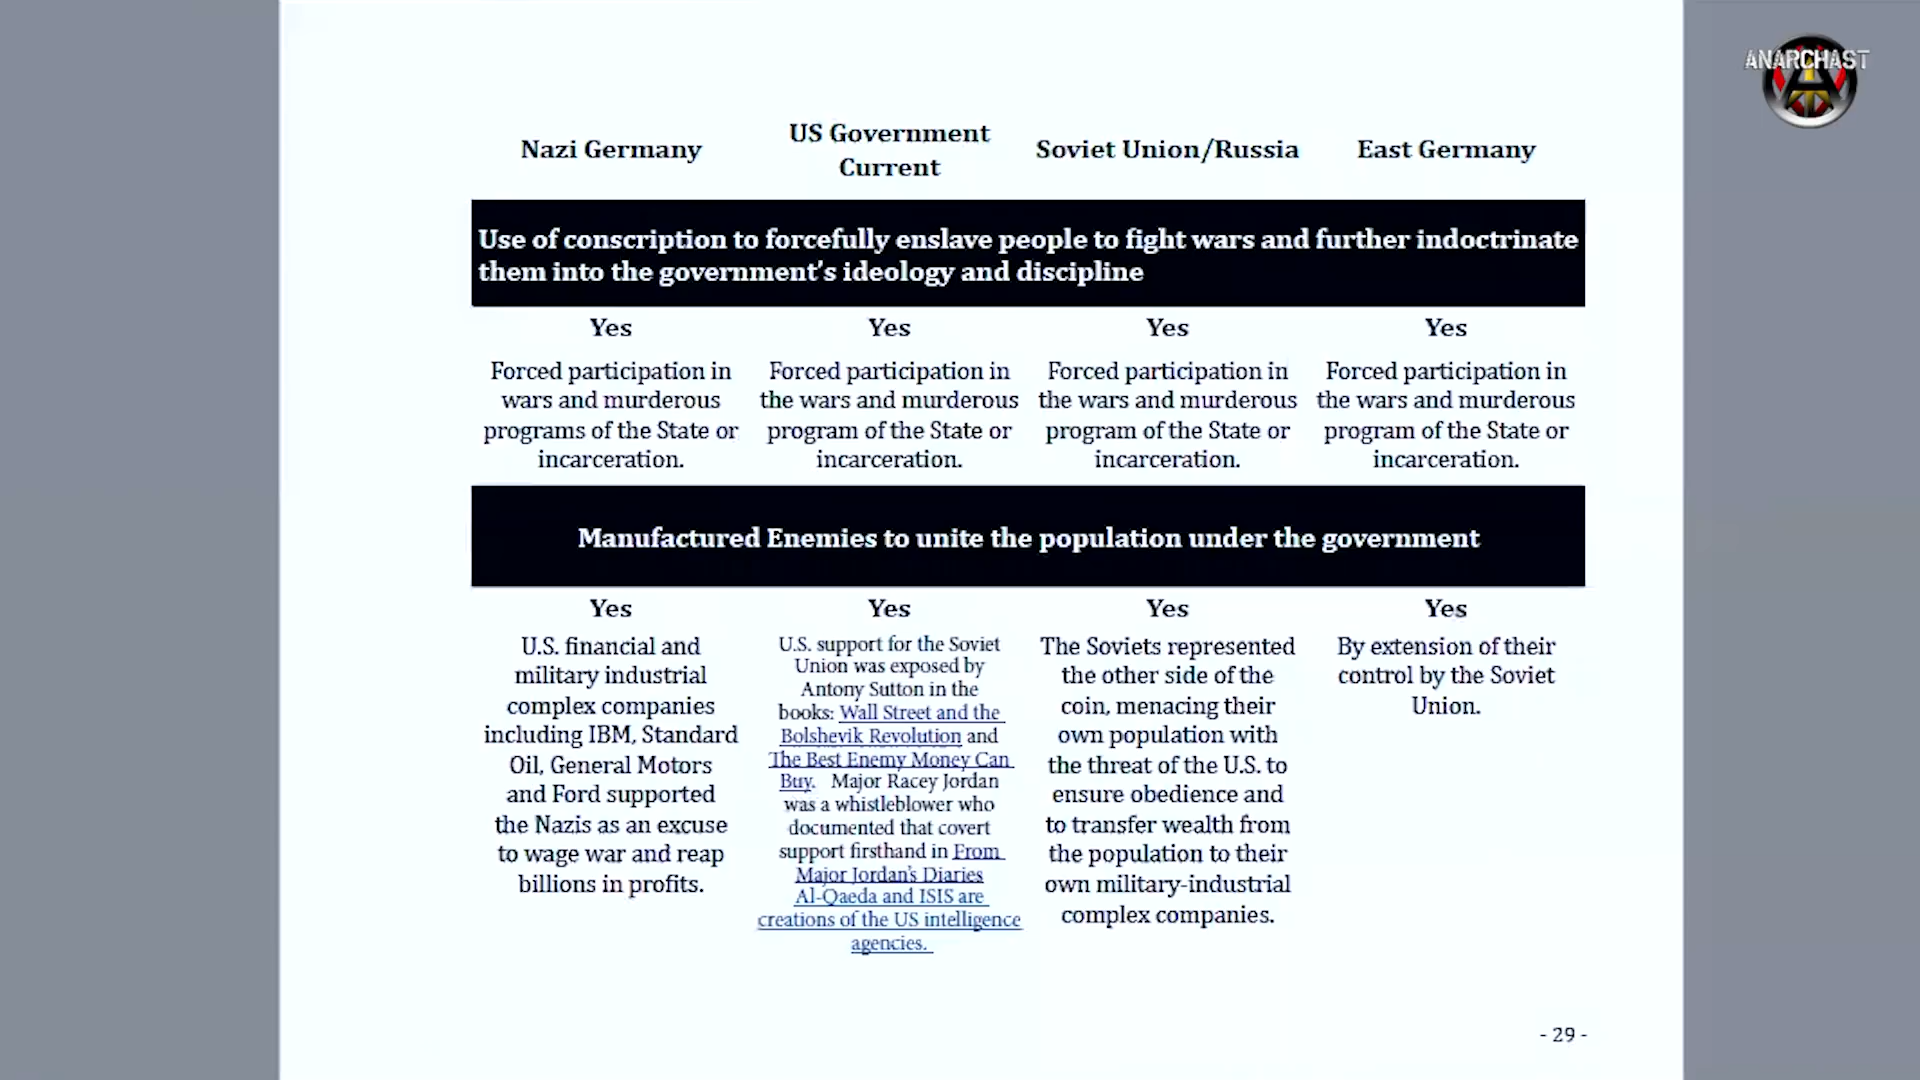 ANARCHAST
Nazi Germany
US Government
Current
Soviet Union/Russia
East Germany
Use of conscription to forcefully enslave people to fight wars and further indoctrinate
them into the government's ideology and discipline
Yes
Forced participation in
wars and murderous
programs of the State or
incarceration.
Yes
Forced participation in
the wars and murderous
program of the State or
incarceration.
Yes
Forced participation in
the wars and murderous
program of the State or
incarceration.
Yes
Forced participation in
the wars and murderous
program of the State or
incarceration.
Manufactured Enemies to unite the population under the government
Yes
U.S. financial and
military industrial
complex companies
including IBM, Standard
Oil, General Motors
and Ford supported
the Nazis as an excuse
to wage war and reap
billions in profits.
Yes
U.S. support for the Soviet
Union was exposed by
Antony Sutton in the
books: Wall Street and the
Bolshevik Revolution and
The Best Enemy Money Can
Buy. Major Racey Jordan
was a whistleblower who
documented that covert
support firsthand in From
Major Jordan's Diaries
Al-Qaeda and ISIS are
creations of the US intelligence
agencies.
Yes
The Soviets represented
the other side of the
coin, menacing their
own population with
the threat of the U.S. to
ensure obedience and
to transfer wealth from
the population to their
own military-industrial
complex companies.
Yes
By extension of their
control by the Soviet
Union.
- 29 -